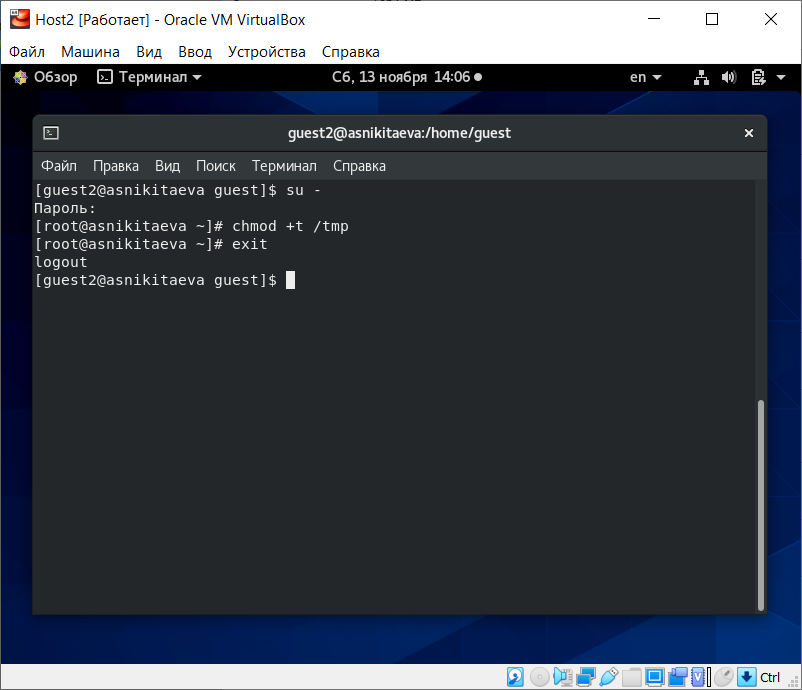 Host2 [Работает] - Oracle VM VirtualBox
Файл Машина Вид Ввод Устройства Справка
Обзор Терминал Сб, 13 ноября 14:06 en
guest2@asnikitaeva:/home/guest
Файл Правка Вид Поиск Терминал Справка
[guest2@asnikitaeva guest]$ su -
Пароль:
[root@asnikitaeva ~]# chmod +t /tmp
[root@asnikitaeva ~]# exit
logout
[guest2@asnikitaeva guest]$
Ctrl